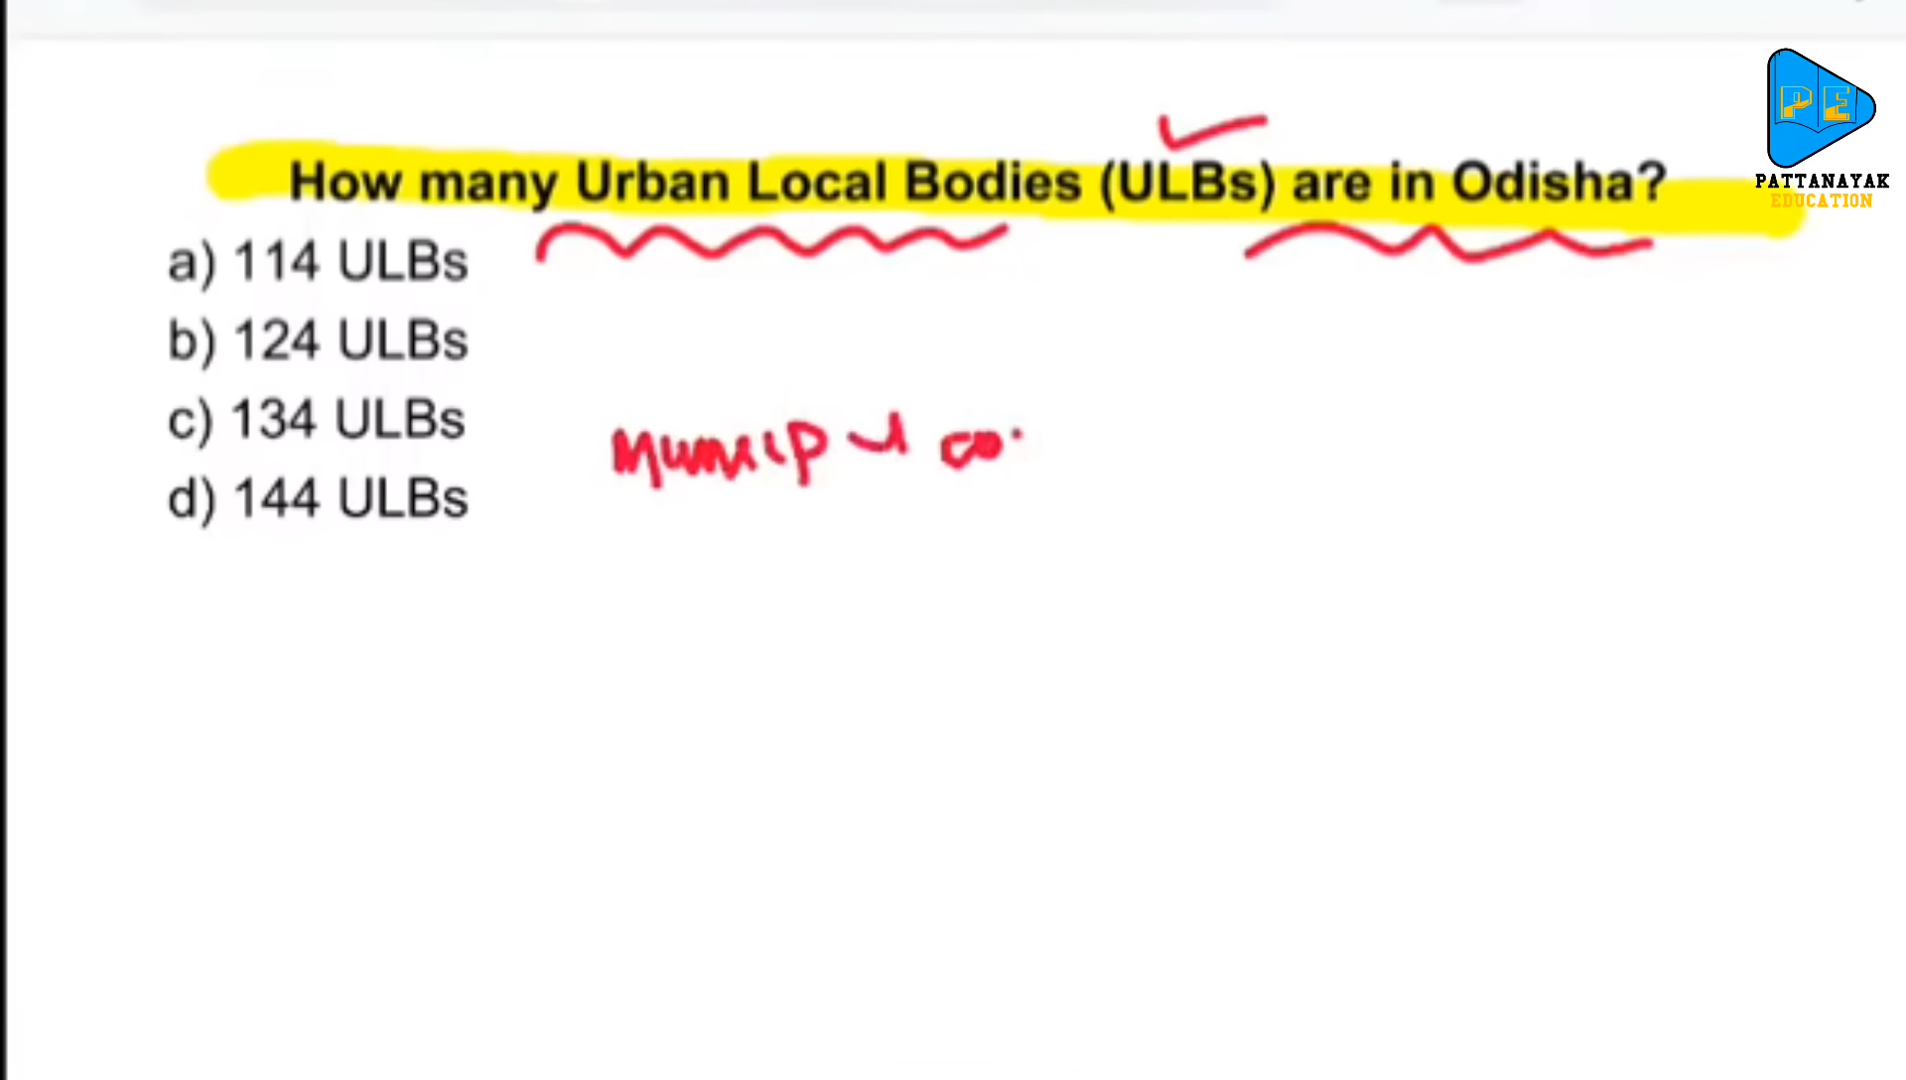 How many Urban Local Bodies (ULBs) are in Odisha?
a) 114 ULBs
b) 124 ULBs
c) 134 ULBs
d) 144 ULBs
PE
PATTANAYAK
EDUCATION